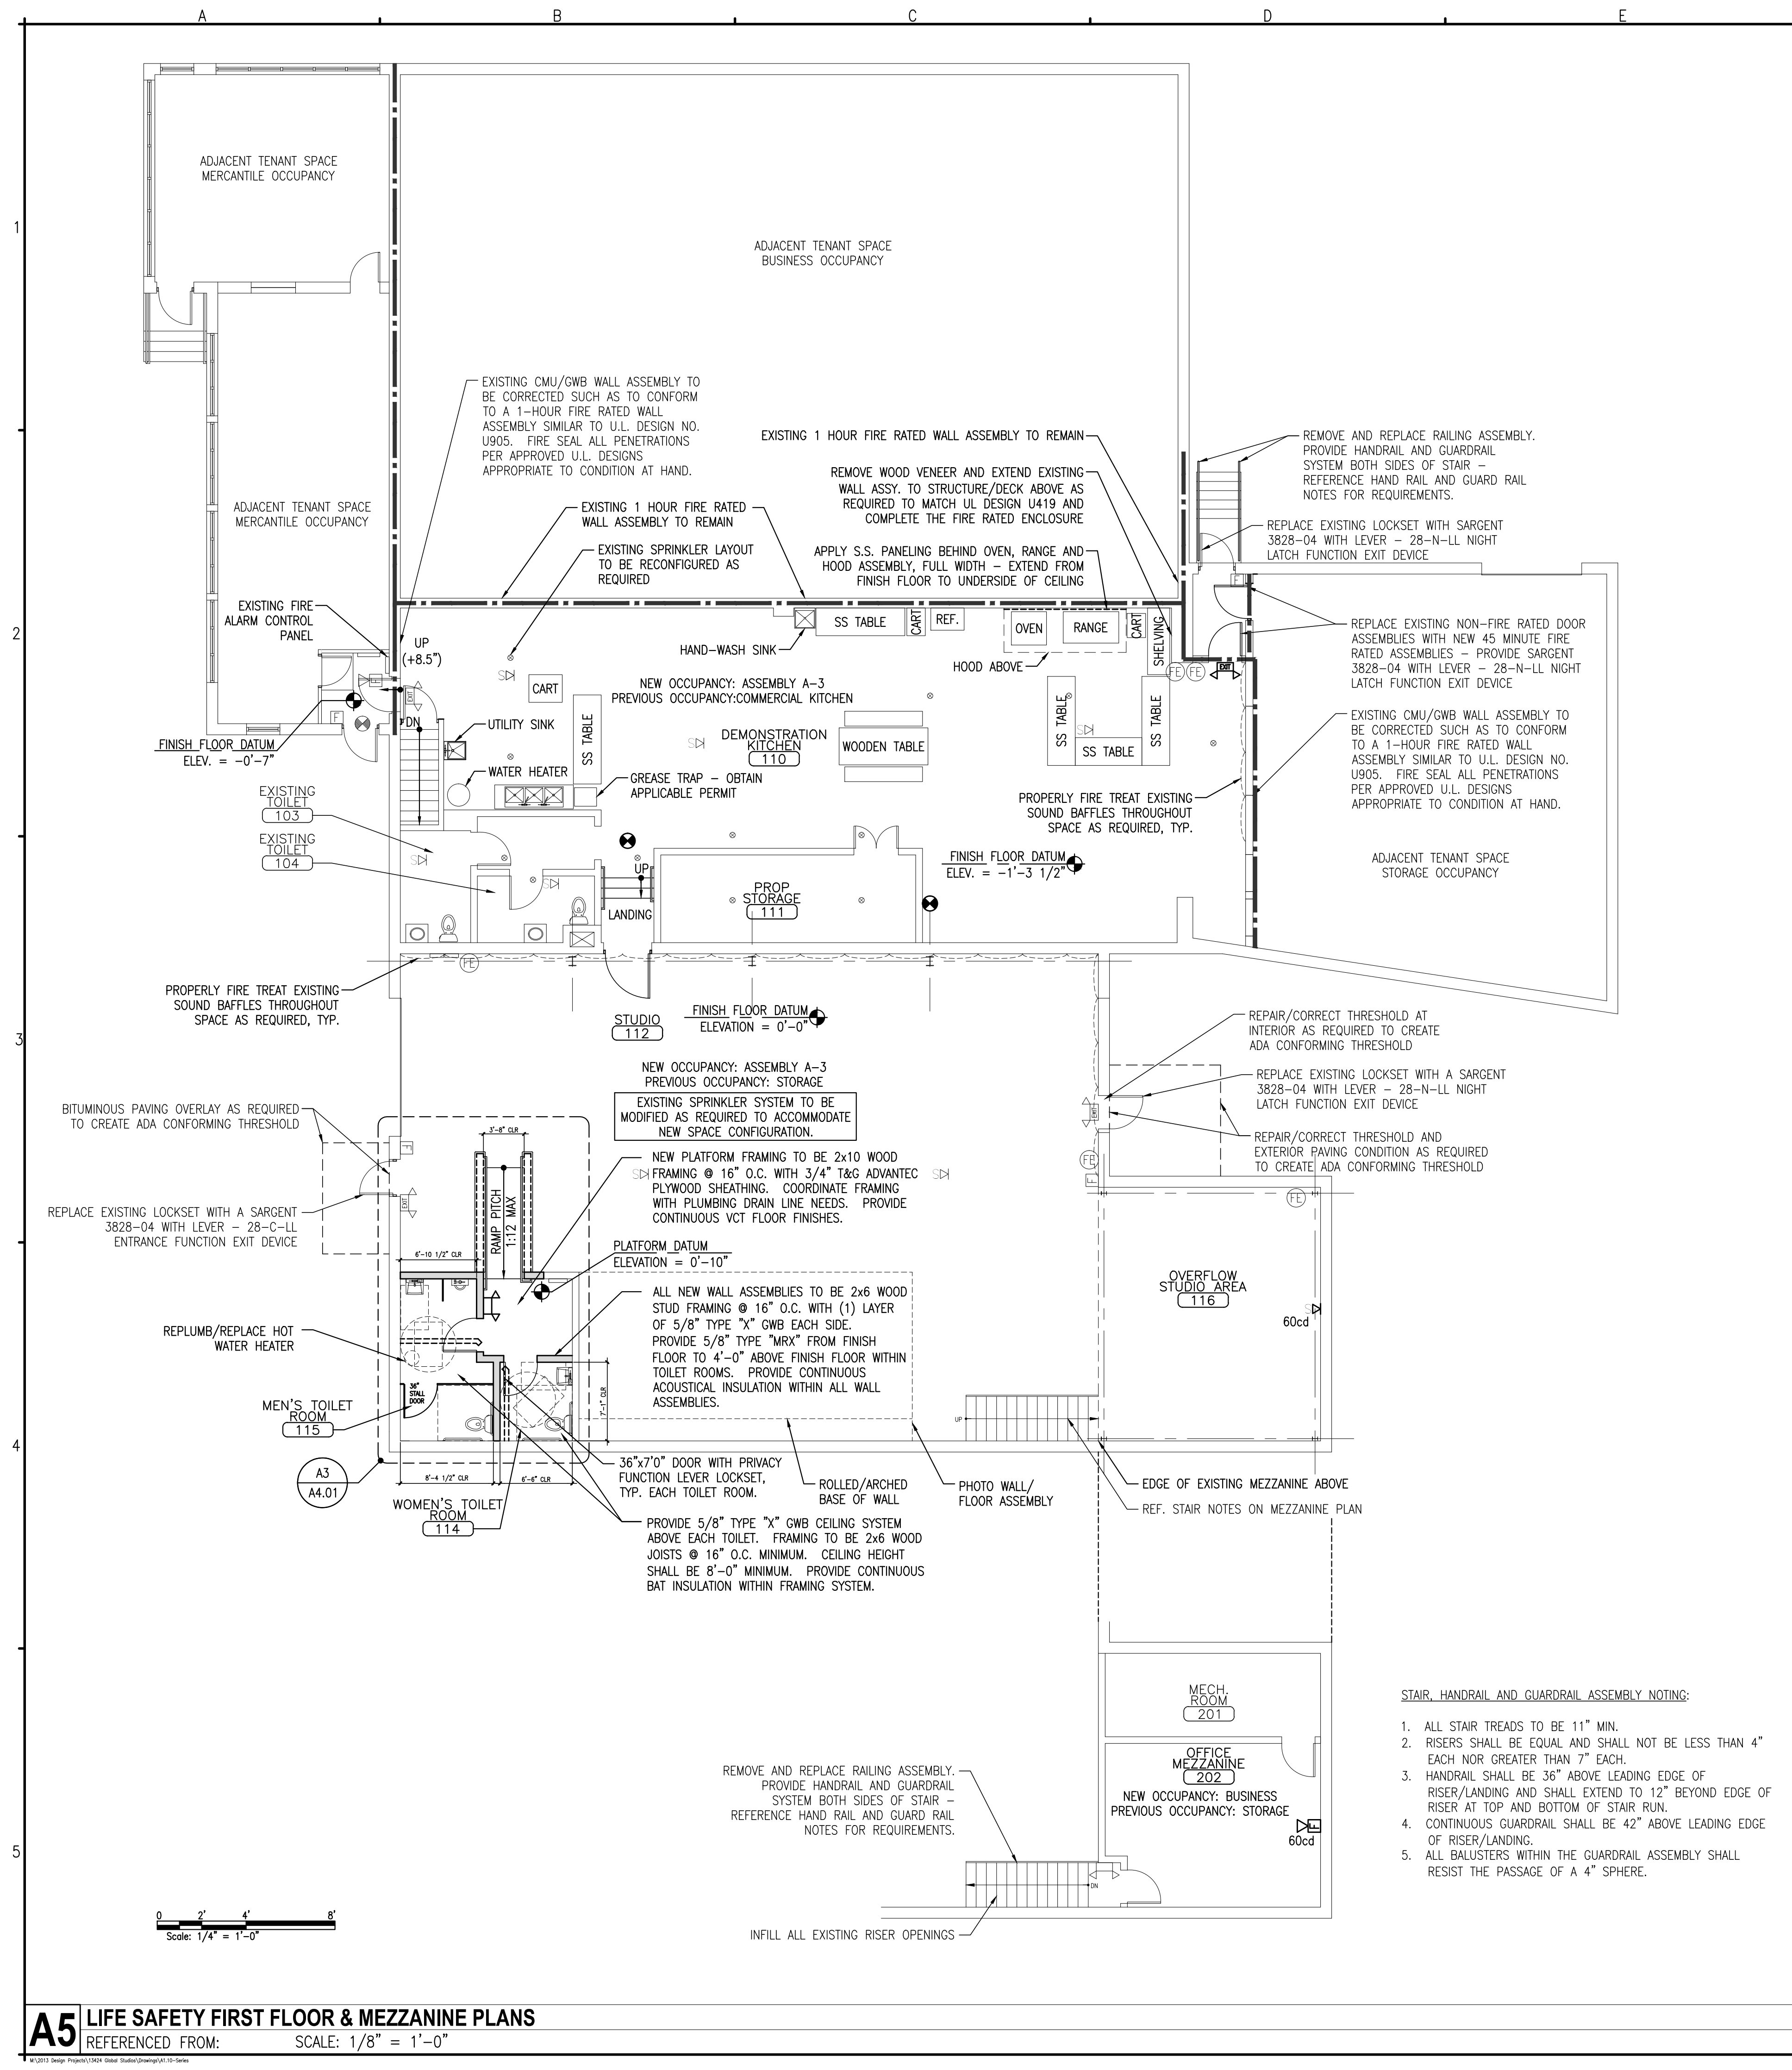 A
B
C
D
E
1
2
3
4
5
ADJACENT TENANT SPACE
MERCANTILE OCCUPANCY
ADJACENT TENANT SPACE
BUSINESS OCCUPANCY
EXISTING CMU/GWB WALL ASSEMBLY TO
BE CORRECTED SUCH AS TO CONFORM
TO A 1-HOUR FIRE RATED WALL
ASSEMBLY SIMILAR TO U.L. DESIGN NO.
U905. FIRE SEAL ALL PENETRATIONS
PER APPROVED U.L. DESIGNS
APPROPRIATE TO CONDITION AT HAND.
EXISTING 1 HOUR FIRE RATED WALL ASSEMBLY TO REMAIN
REMOVE WOOD VENEER AND EXTEND EXISTING
WALL ASSY. TO STRUCTURE/DECK ABOVE AS
REQUIRED TO MATCH UL DESIGN U419 AND
COMPLETE THE FIRE RATED ENCLOSURE
APPLY S.S. PANELING BEHIND OVEN, RANGE AND
HOOD ASSEMBLY, FULL WIDTH – EXTEND FROM
FINISH FLOOR TO UNDERSIDE OF CEILING
REMOVE AND REPLACE RAILING ASSEMBLY.
PROVIDE HANDRAIL AND GUARDRAIL
SYSTEM BOTH SIDES OF STAIR –
REFERENCE HAND RAIL AND GUARD RAIL
NOTES FOR REQUIREMENTS.
REPLACE EXISTING LOCKSET WITH SARGENT
3828-04 WITH LEVER – 28-N-LL NIGHT
LATCH FUNCTION EXIT DEVICE
ADJACENT TENANT SPACE
MERCANTILE OCCUPANCY
EXISTING 1 HOUR FIRE RATED
WALL ASSEMBLY TO REMAIN
EXISTING SPRINKLER LAYOUT
TO BE RECONFIGURED AS
REQUIRED
EXISTING FIRE
ALARM CONTROL
PANEL
UP
(+8.5")
DN
EXIT
F
F
F
HAND-WASH SINK
SS TABLE
CART
REF.
OVEN
RANGE
CART
SHELVING
HOOD ABOVE
FE
FE
EXIT
REPLACE EXISTING NON-FIRE RATED DOOR
ASSEMBLIES WITH NEW 45 MINUTE FIRE
RATED ASSEMBLIES – PROVIDE SARGENT
3828-04 WITH LEVER – 28-N-LL NIGHT
LATCH FUNCTION EXIT DEVICE
EXISTING CMU/GWB WALL ASSEMBLY TO
BE CORRECTED SUCH AS TO CONFORM
TO A 1-HOUR FIRE RATED WALL
ASSEMBLY SIMILAR TO U.L. DESIGN NO.
U905. FIRE SEAL ALL PENETRATIONS
PER APPROVED U.L. DESIGNS
APPROPRIATE TO CONDITION AT HAND.
NEW OCCUPANCY: ASSEMBLY A-3
PREVIOUS OCCUPANCY:COMMERCIAL KITCHEN
S
CART
UTILITY SINK
SS TABLE
S
DEMONSTRATION
KITCHEN
110
WOODEN TABLE
SS TABLE
S
SS TABLE
SS TABLE
FINISH FLOOR DATUM
ELEV. = -0'-7"
WATER HEATER
GREASE TRAP – OBTAIN
APPLICABLE PERMIT
EXISTING
TOILET
103
EXISTING
TOILET
104
S
S
UP
LANDING
PROP
STORAGE
111
PROPERLY FIRE TREAT EXISTING
SOUND BAFFLES THROUGHOUT
SPACE AS REQUIRED, TYP.
FINISH FLOOR DATUM
ELEV. = -1'-3 1/2"
ADJACENT TENANT SPACE
STORAGE OCCUPANCY
FE
PROPERLY FIRE TREAT EXISTING
SOUND BAFFLES THROUGHOUT
SPACE AS REQUIRED, TYP.
STUDIO
112
FINISH FLOOR DATUM
ELEVATION = 0'-0"
NEW OCCUPANCY: ASSEMBLY A-3
PREVIOUS OCCUPANCY: STORAGE
EXISTING SPRINKLER SYSTEM TO BE
MODIFIED AS REQUIRED TO ACCOMMODATE
NEW SPACE CONFIGURATION.
REPAIR/CORRECT THRESHOLD AT
INTERIOR AS REQUIRED TO CREATE
ADA CONFORMING THRESHOLD
REPLACE EXISTING LOCKSET WITH A SARGENT
3828-04 WITH LEVER – 28-N-LL NIGHT
LATCH FUNCTION EXIT DEVICE
REPAIR/CORRECT THRESHOLD AND
EXTERIOR PAVING CONDITION AS REQUIRED
TO CREATE ADA CONFORMING THRESHOLD
EXIT
FE
F
FE
BITUMINOUS PAVING OVERLAY AS REQUIRED
TO CREATE ADA CONFORMING THRESHOLD
F
EXIT
3'-8" CLR
RAMP PITCH
1:12 MAX
NEW PLATFORM FRAMING TO BE 2x10 WOOD
S FRAMING @ 16" O.C. WITH 3/4" T&G ADVANTEC S
PLYWOOD SHEATHING. COORDINATE FRAMING
WITH PLUMBING DRAIN LINE NEEDS. PROVIDE
CONTINUOUS VCT FLOOR FINISHES.
REPLACE EXISTING LOCKSET WITH A SARGENT
3828-04 WITH LEVER – 28-C-LL
ENTRANCE FUNCTION EXIT DEVICE
6'-10 1/2" CLR
PLATFORM DATUM
ELEVATION = 0'-10"
ALL NEW WALL ASSEMBLIES TO BE 2x6 WOOD
STUD FRAMING @ 16" O.C. WITH (1) LAYER
OF 5/8" TYPE "X" GWB EACH SIDE.
PROVIDE 5/8" TYPE "MRX" FROM FINISH
FLOOR TO 4'-0" ABOVE FINISH FLOOR WITHIN
TOILET ROOMS. PROVIDE CONTINUOUS
ACOUSTICAL INSULATION WITHIN ALL WALL
ASSEMBLIES.
REPLUMB/REPLACE HOT
WATER HEATER
36"
STALL
DOOR
7'-1" CLR
OVERFLOW
STUDIO AREA
116
S
60cd
MEN'S TOILET
ROOM
115
UP
A3
A4.01
8'-4 1/2" CLR
6'-6" CLR
WOMEN'S TOILET
ROOM
114
36"x7'0" DOOR WITH PRIVACY
FUNCTION LEVER LOCKSET,
TYP. EACH TOILET ROOM.
ROLLED/ARCHED
BASE OF WALL
PHOTO WALL/
FLOOR ASSEMBLY
EDGE OF EXISTING MEZZANINE ABOVE
REF. STAIR NOTES ON MEZZANINE PLAN
PROVIDE 5/8" TYPE "X" GWB CEILING SYSTEM
ABOVE EACH TOILET. FRAMING TO BE 2x6 WOOD
JOISTS @ 16" O.C. MINIMUM. CEILING HEIGHT
SHALL BE 8'-0" MINIMUM. PROVIDE CONTINUOUS
BAT INSULATION WITHIN FRAMING SYSTEM.
MECH.
ROOM
201
OFFICE
MEZZANINE
202
NEW OCCUPANCY: BUSINESS
PREVIOUS OCCUPANCY: STORAGE
F
60cd
REMOVE AND REPLACE RAILING ASSEMBLY.
PROVIDE HANDRAIL AND GUARDRAIL
SYSTEM BOTH SIDES OF STAIR –
REFERENCE HAND RAIL AND GUARD RAIL
NOTES FOR REQUIREMENTS.
DN
INFILL ALL EXISTING RISER OPENINGS
STAIR, HANDRAIL AND GUARDRAIL ASSEMBLY NOTING:
1. ALL STAIR TREADS TO BE 11" MIN.
2. RISERS SHALL BE EQUAL AND SHALL NOT BE LESS THAN 4"
EACH NOR GREATER THAN 7" EACH.
3. HANDRAIL SHALL BE 36" ABOVE LEADING EDGE OF
RISER/LANDING AND SHALL EXTEND TO 12" BEYOND EDGE OF
RISER AT TOP AND BOTTOM OF STAIR RUN.
4. CONTINUOUS GUARDRAIL SHALL BE 42" ABOVE LEADING EDGE
OF RISER/LANDING.
5. ALL BALUSTERS WITHIN THE GUARDRAIL ASSEMBLY SHALL
RESIST THE PASSAGE OF A 4" SPHERE.
0 2' 4' 8'
Scale: 1/4" = 1'-0"
A5
LIFE SAFETY FIRST FLOOR & MEZZANINE PLANS
REFERENCED FROM: SCALE: 1/8" = 1'-0"
M:\2013 Design Projects\13424 Global Studios\Drawings\A1.10-Series